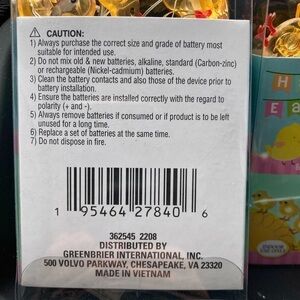 ⚠ CAUTION:
1) Always purchase the correct size and grade of battery most
suitable for intended use.
2) Do not mix old & new batteries, alkaline, standard (Carbon-zinc)
or rechargeable (Nickel-cadmium) batteries.
3) Clean the battery contacts and also those of the device prior to
battery installation.
4) Ensure the batteries are installed correctly with the regard to
polarity (+ and -).
5) Always remove batteries if consumed or if product is to be left
unused for a long time.
6) Replace a set of batteries at the same time.
7) Do not dispose in fire.
1 95464 27840 6
362545 2208
DISTRIBUTED BY
GREENBRIER INTERNATIONAL, INC.
500 VOLVO PARKWAY, CHESAPEAKE, VA 23320
MADE IN VIETNAM
H
E A
INDOOR
USE ONLY